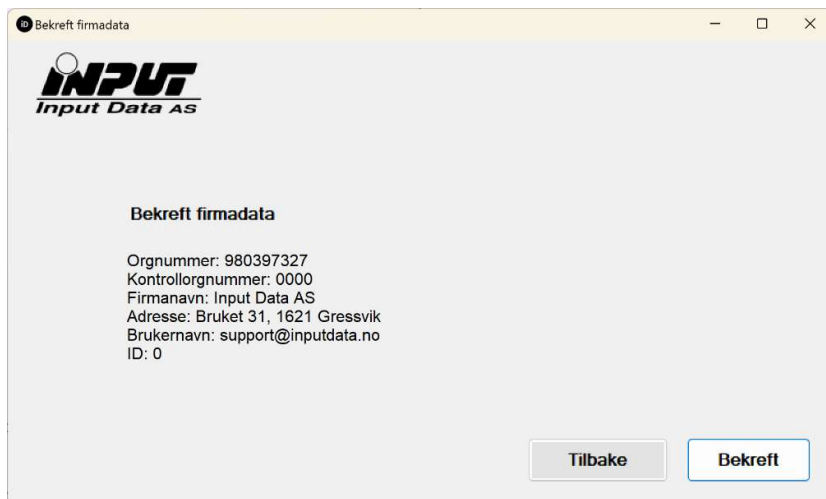 iD Bekreft firmadata
INPUT
Input Data AS
Bekreft firmadata
Orgnummer: 980397327
Kontrollorgnummer: 0000
Firmanavn: Input Data AS
Adresse: Bruket 31, 1621 Gressvik
Brukernavn: support@inputdata.no
ID: 0
Tilbake
Bekreft